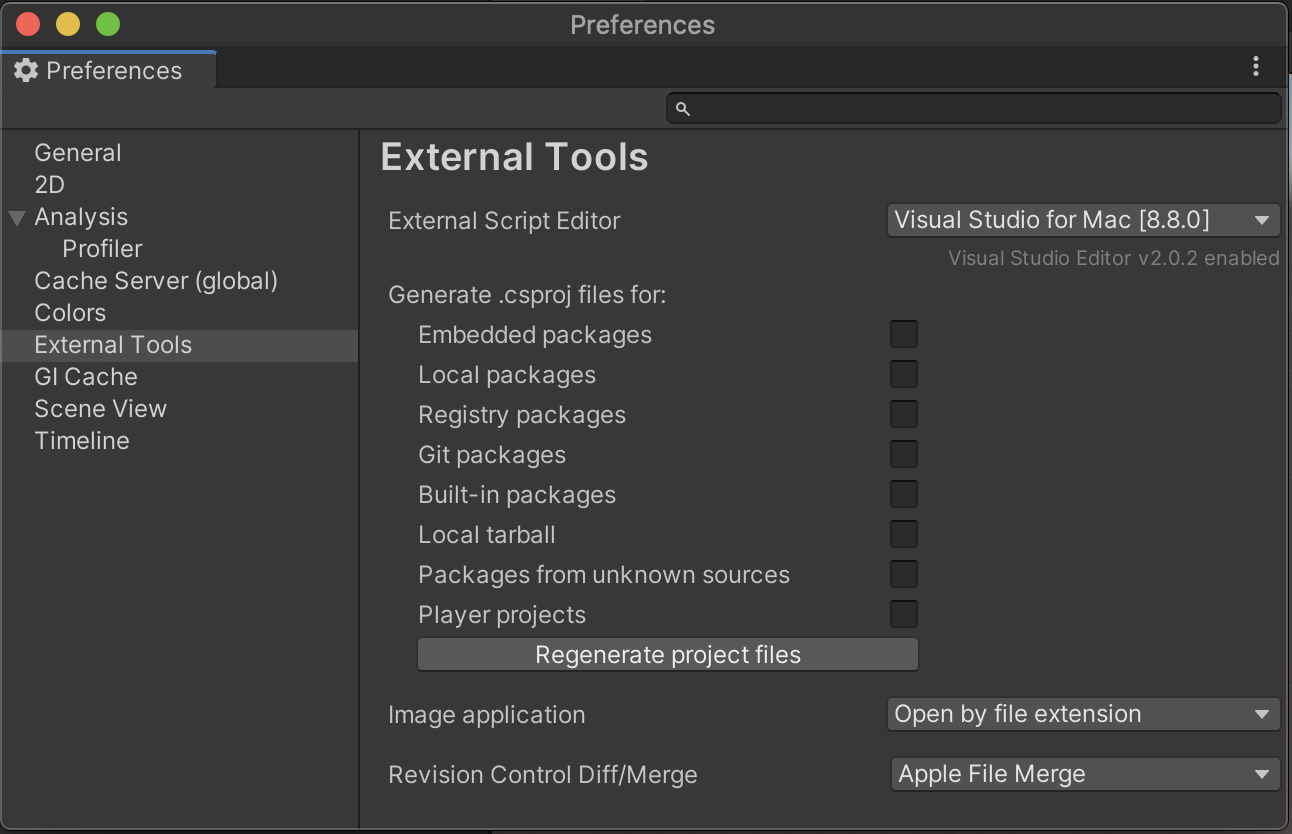 Preferences
Preferences
General
2D
Analysis
Profiler
Cache Server (global)
Colors
External Tools
GI Cache
Scene View
Timeline
External Tools
External Script Editor Visual Studio for Mac [8.8.0]
Visual Studio Editor v2.0.2 enabled
Generate .csproj files for:
Embedded packages
Local packages
Registry packages
Git packages
Built-in packages
Local tarball
Packages from unknown sources
Player projects
Regenerate project files
Image application Open by file extension
Revision Control Diff/Merge Apple File Merge